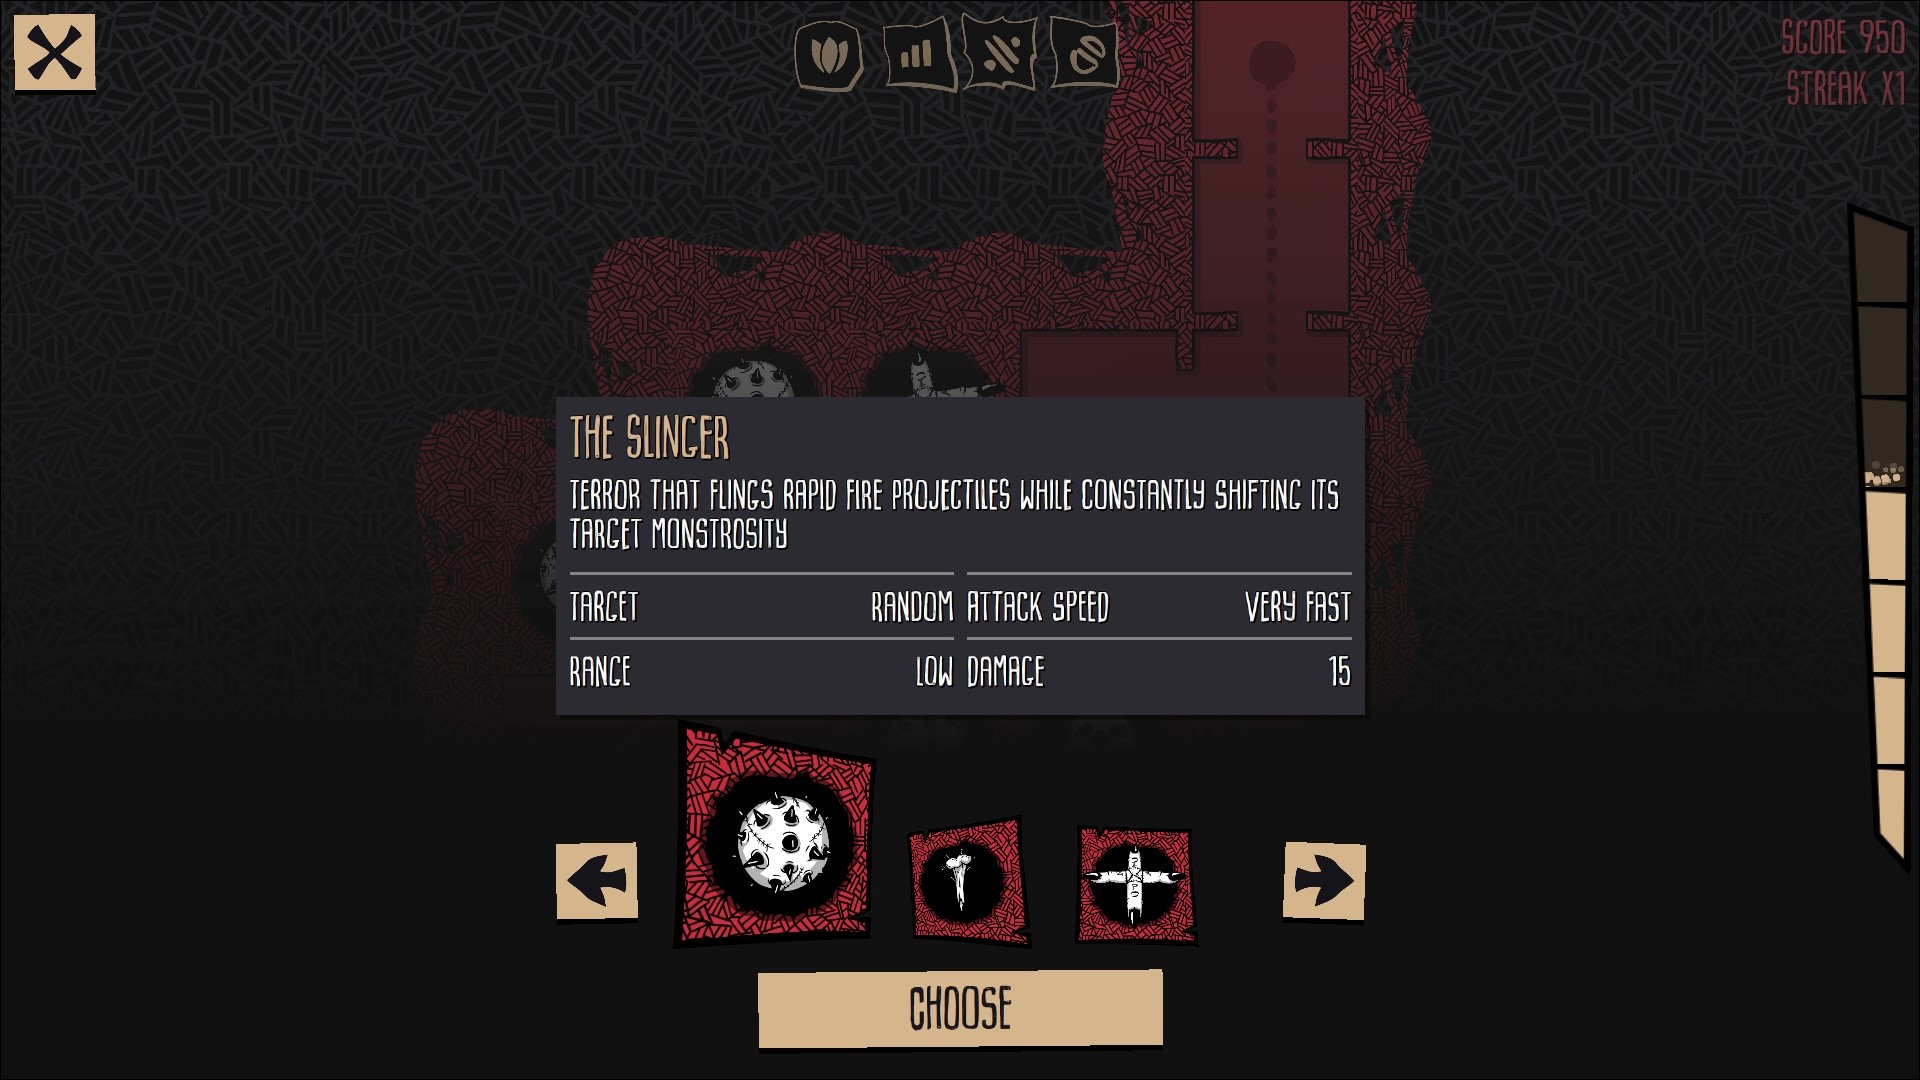 SCORE 950
STREAK X1
THE SLINGER
TERROR THAT FLINGS RAPID FIRE PROJECTILES WHILE CONSTANTLY SHIFTING ITS
TARGET MONSTROSITY
TARGET RANDOM ATTACK SPEED VERY FAST
RANGE LOW DAMAGE 15
CHOOSE